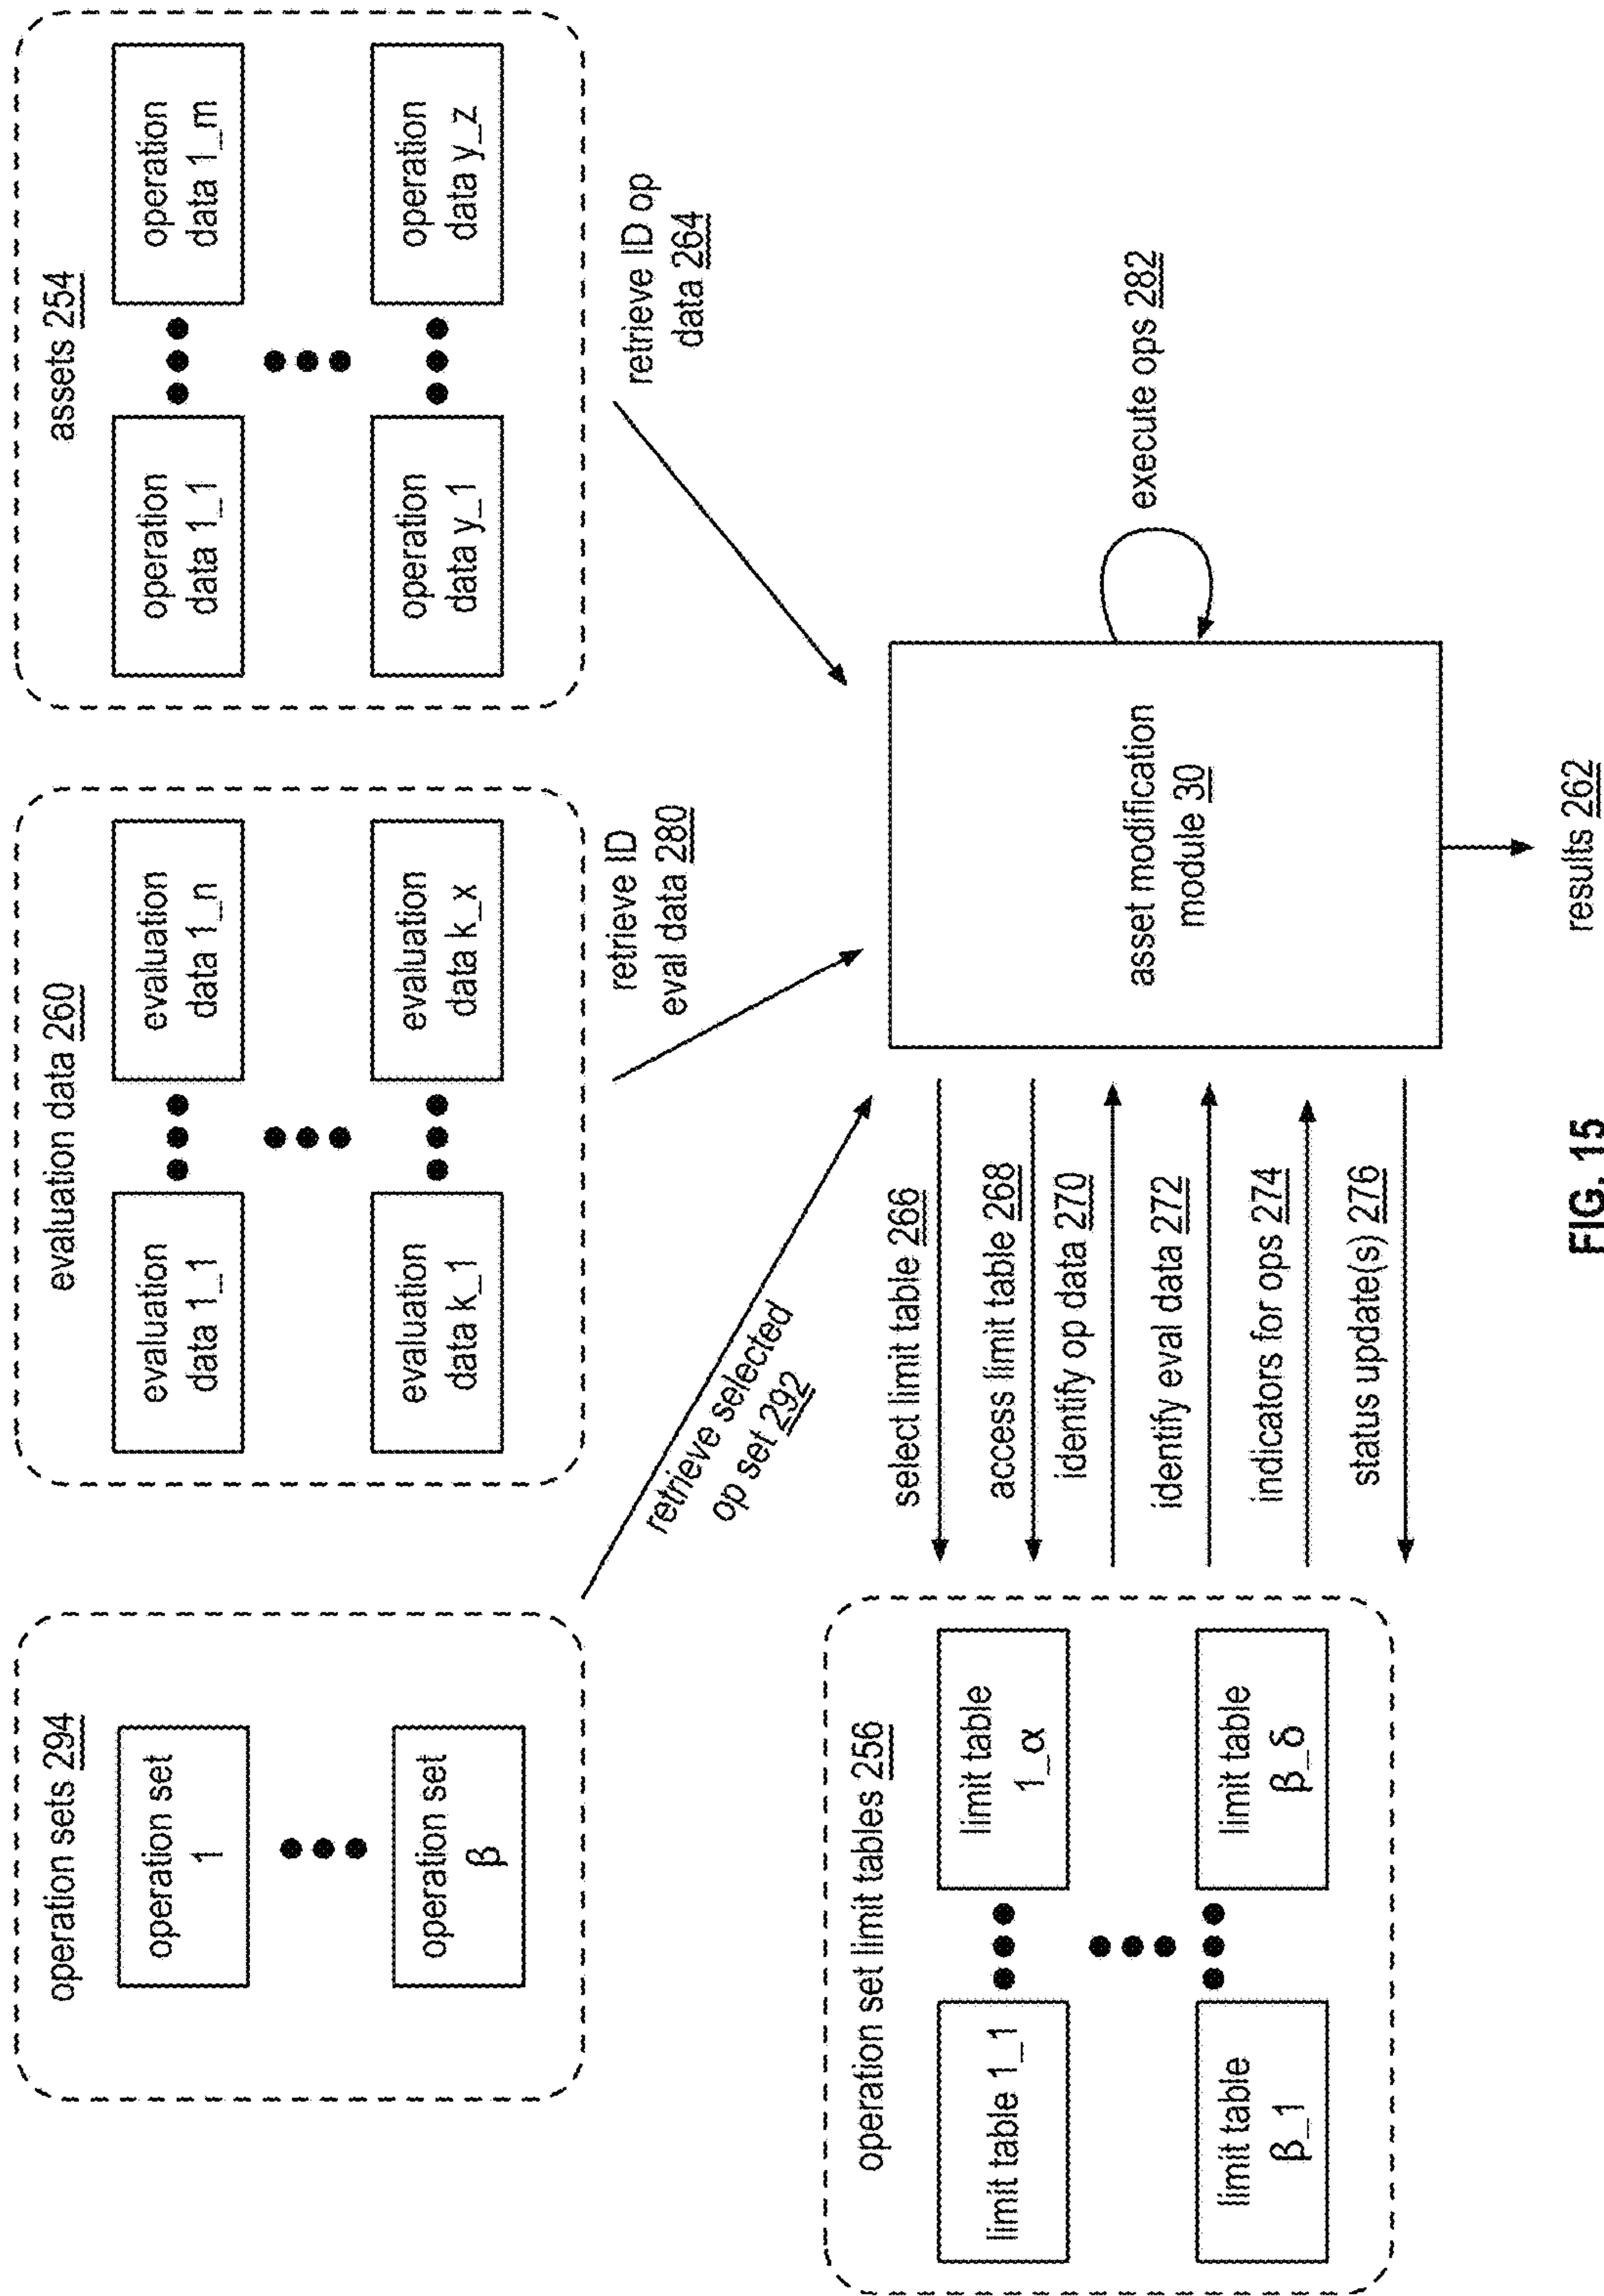 operation sets 294
operation set
1
operation set
β
evaluation data 260
evaluation
data 1_1
evaluation
data 1_n
evaluation
data k_1
evaluation
data k_x
assets 254
operation
data 1_1
operation
data 1_m
operation
data y_1
operation
data y_z
retrieve selected
op set 292
retrieve ID
eval data 280
retrieve ID op
data 264
operation set limit tables 256
limit table 1_1
limit table
1_α
limit table
β_1
limit table
β_δ
select limit table 266
access limit table 268
identify op data 270
identify eval data 272
indicators for ops 274
status update(s) 276
asset modification
module 30
execute ops 282
results 262
FIG. 15